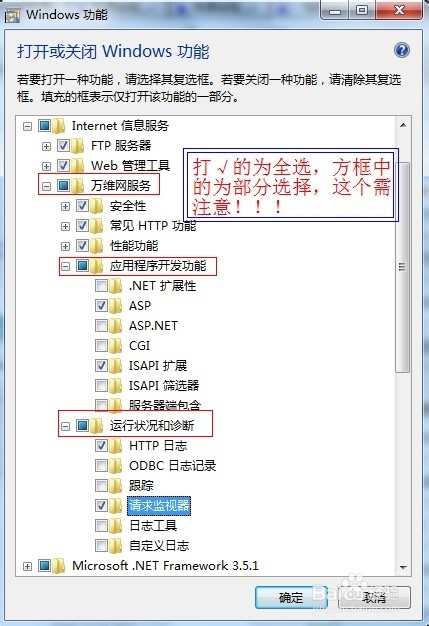 Windows 功能
打开或关闭 Windows 功能
若要打开一种功能，请选择其复选框。若要关闭一种功能，请清除其复选
框。填充的框表示仅打开该功能的一部分。
Internet 信息服务
FTP 服务器
Web 管理工具
万维网服务
打√的为全选，方框中
的为部分选择，这个需
注意！！！
安全性
常见 HTTP 功能
性能功能
应用程序开发功能
.NET 扩展性
ASP
ASP.NET
CGI
ISAPI 扩展
ISAPI 筛选器
服务器端包含
运行状况和诊断
HTTP 日志
ODBC 日志记录
跟踪
请求监视器
日志工具
自定义日志
Microsoft .NET Framework 3.5.1
确定
取消